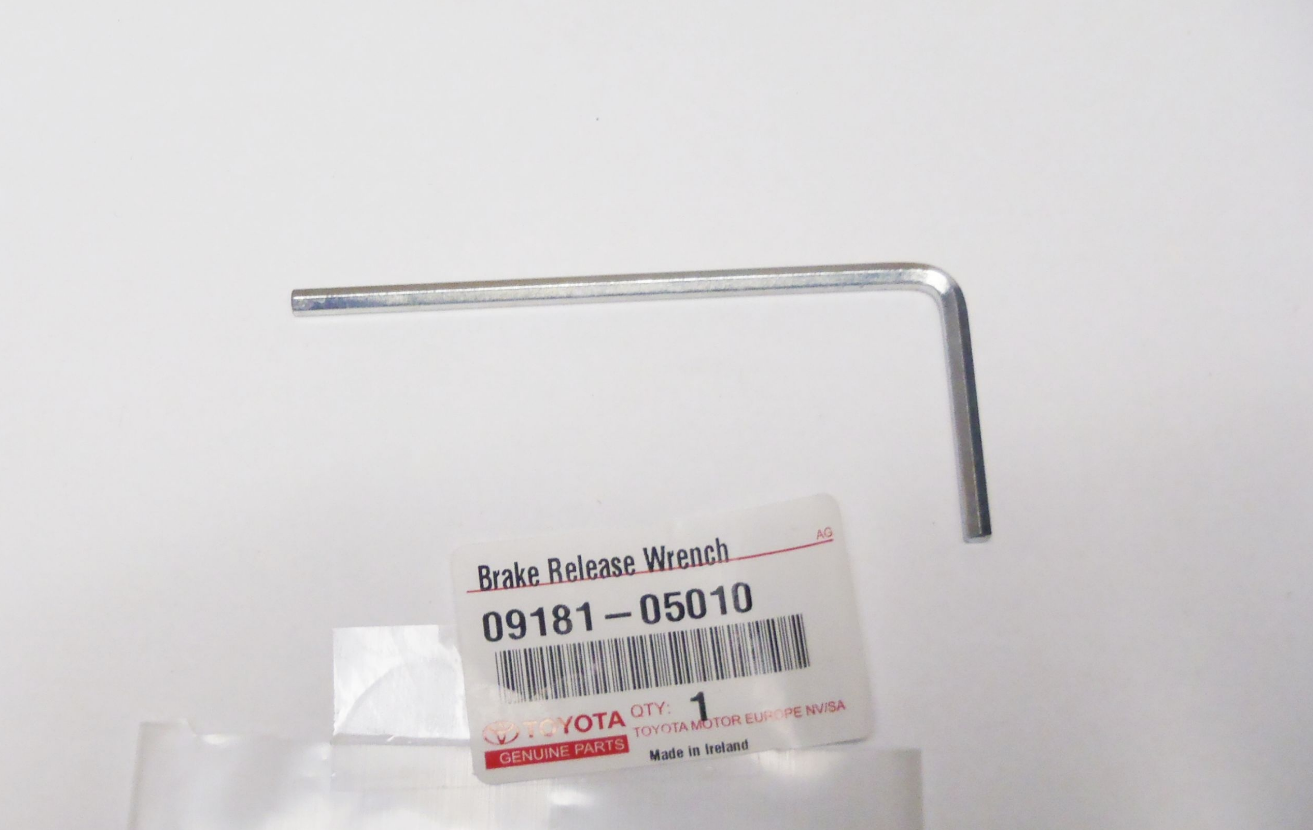 Brake Release Wrench
AG
09181-05010
TOYOTA
GENUINE PARTS
QTY: 1
TOYOTA MOTOR EUROPE NV/SA
Made in Ireland